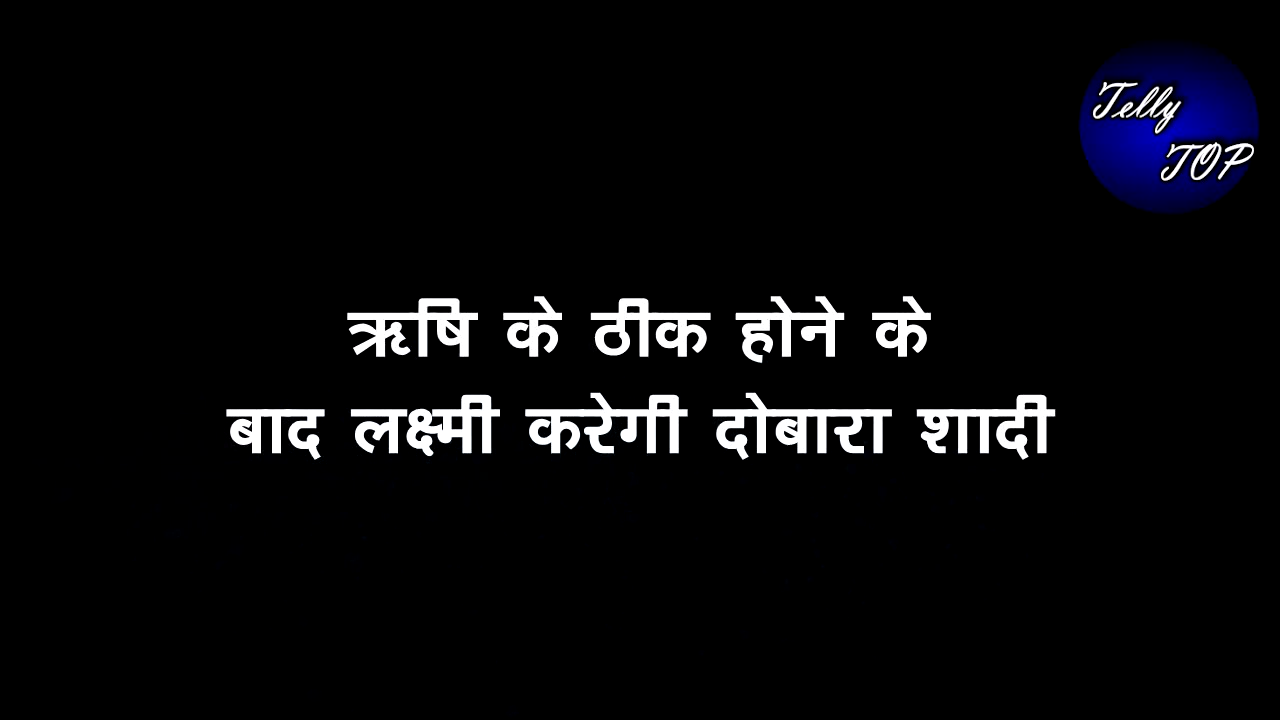 Telly
TOP
ऋषि के ठीक होने के
बाद लक्ष्मी करेगी दोबारा शादी